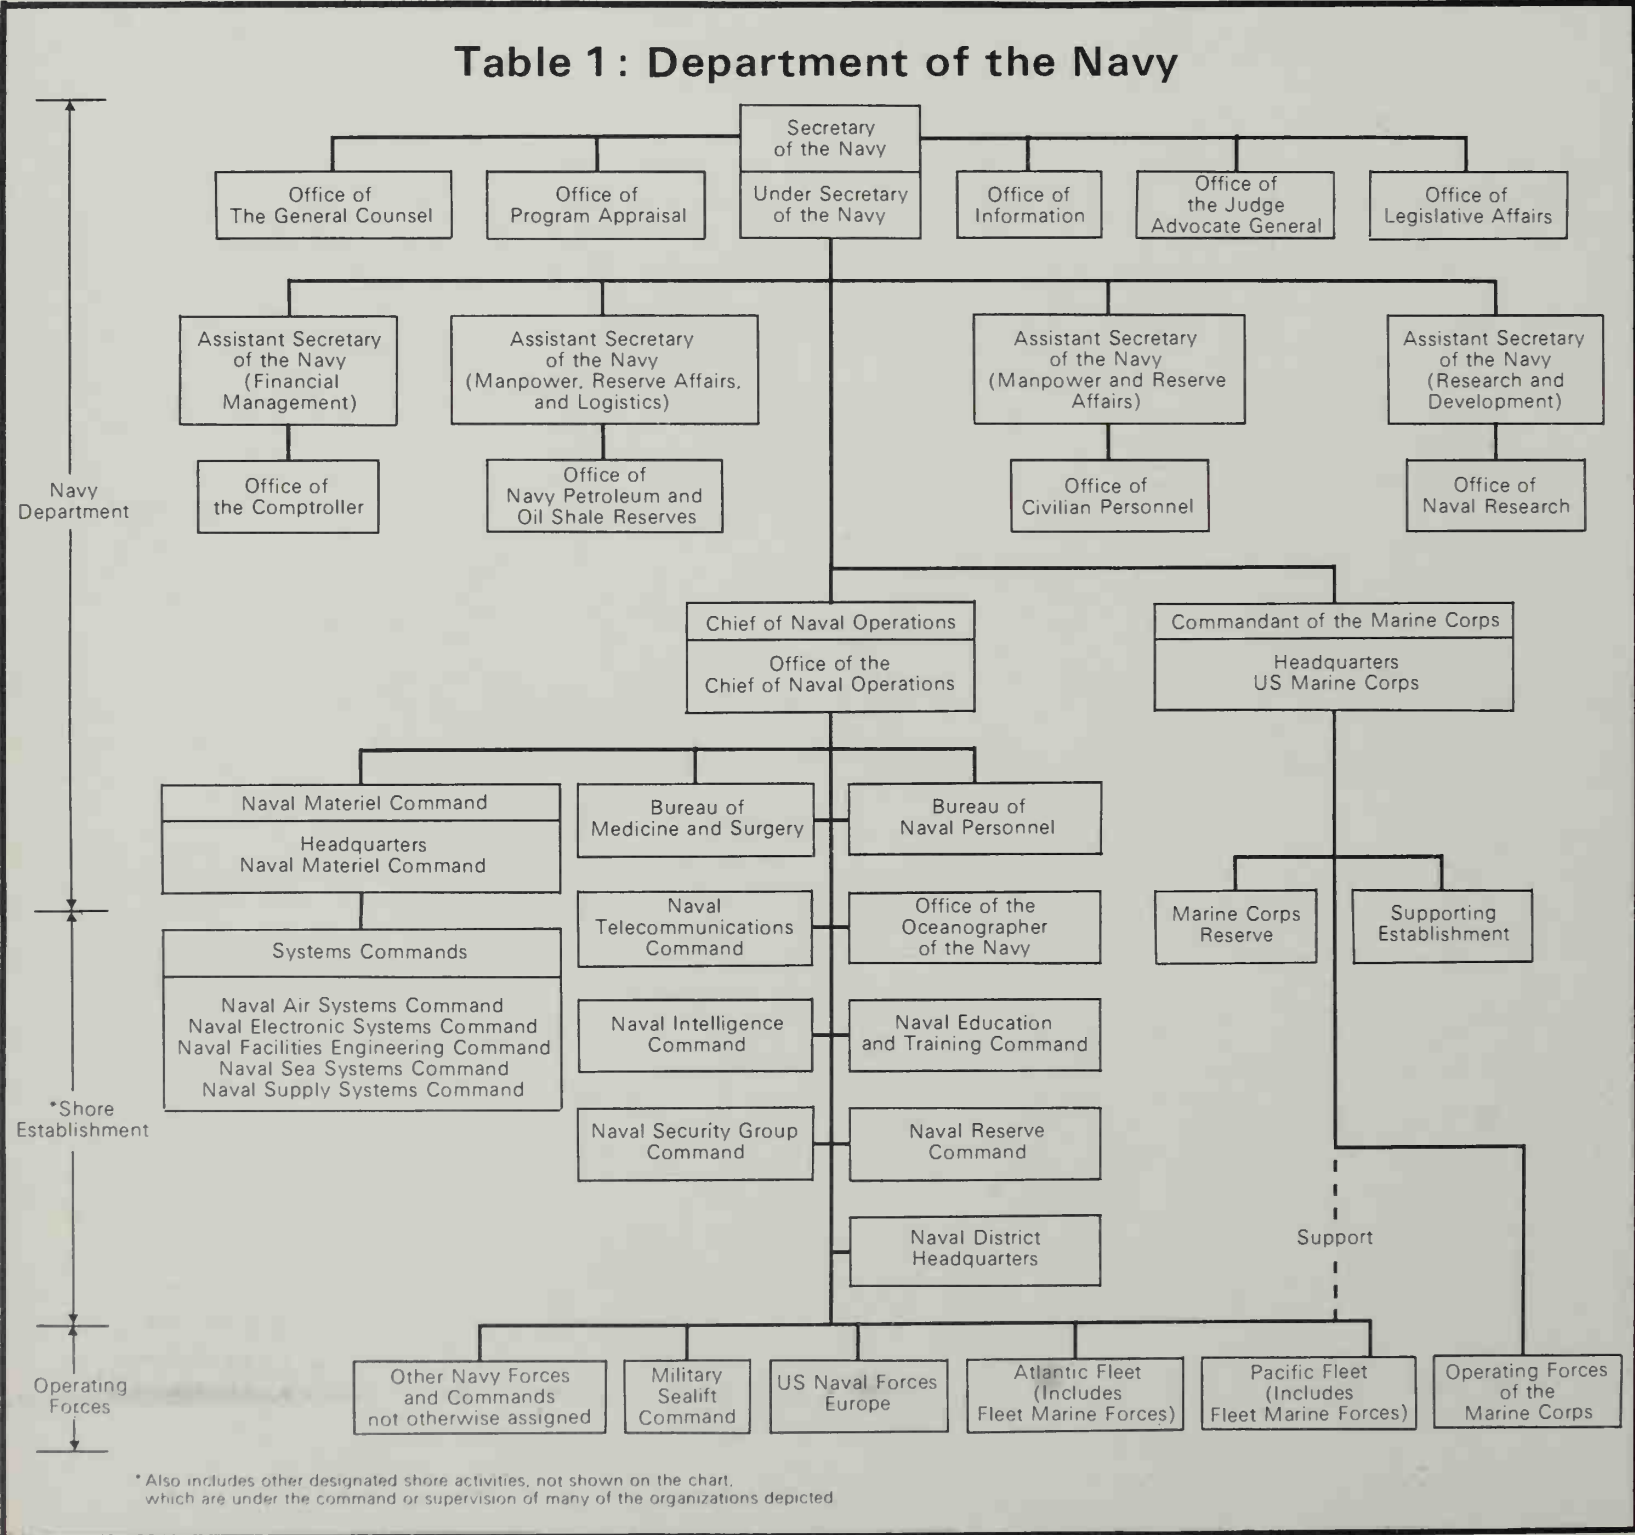 Table 1: Department of the Navy
Secretary
of the Navy
Under Secretary
of the Navy
Office of
The General Counsel
Office of
Program Appraisal
Office of
Information
Office of
the Judge
Advocate General
Office of
Legislative Affairs
Assistant Secretary
of the Navy
(Financial
Management)
Assistant Secretary
of the Navy
(Manpower, Reserve Affairs,
and Logistics)
Assistant Secretary
of the Navy
(Manpower and Reserve
Affairs)
Assistant Secretary
of the Navy
(Research and
Development)
Office of
the Comptroller
Office of
Navy Petroleum and
Oil Shale Reserves
Office of
Civilian Personnel
Office of
Naval Research
Navy
Department
Chief of Naval Operations
Office of the
Chief of Naval Operations
Commandant of the Marine Corps
Headquarters
US Marine Corps
Naval Materiel Command
Headquarters
Naval Materiel Command
Bureau of
Medicine and Surgery
Bureau of
Naval Personnel
Systems Commands
Naval Air Systems Command
Naval Electronic Systems Command
Naval Facilities Engineering Command
Naval Sea Systems Command
Naval Supply Systems Command
Naval
Telecommunications
Command
Office of the
Oceanographer
of the Navy
Marine Corps
Reserve
Supporting
Establishment
Naval Intelligence
Command
Naval Education
and Training Command
*Shore
Establishment
Naval Security Group
Command
Naval Reserve
Command
Naval District
Headquarters
Support
Operating
Forces
Other Navy Forces
and Commands
not otherwise assigned
Military
Sealift
Command
US Naval Forces
Europe
Atlantic Fleet
(Includes
Fleet Marine Forces)
Pacific Fleet
(Includes
Fleet Marine Forces)
Operating Forces
of the
Marine Corps
*Also includes other designated shore activities, not shown on the chart,
which are under the command or supervision of many of the organizations depicted